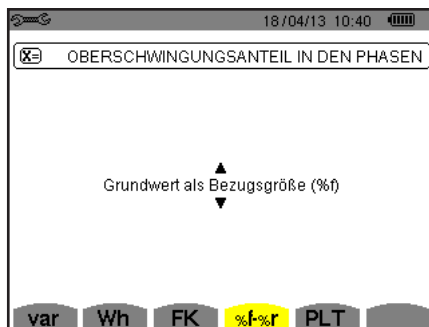 18/04/13 10:40
X= OBERSCHWINGUNGSANTEIL IN DEN PHASEN
Grundwert als Bezugsgröße (%f)
var Wh FK %f-%r PLT